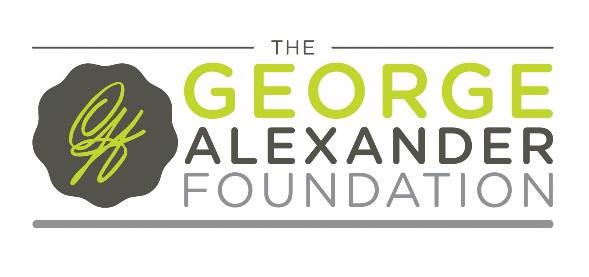 THE
GEORGE
ALEXANDER
FOUNDATION